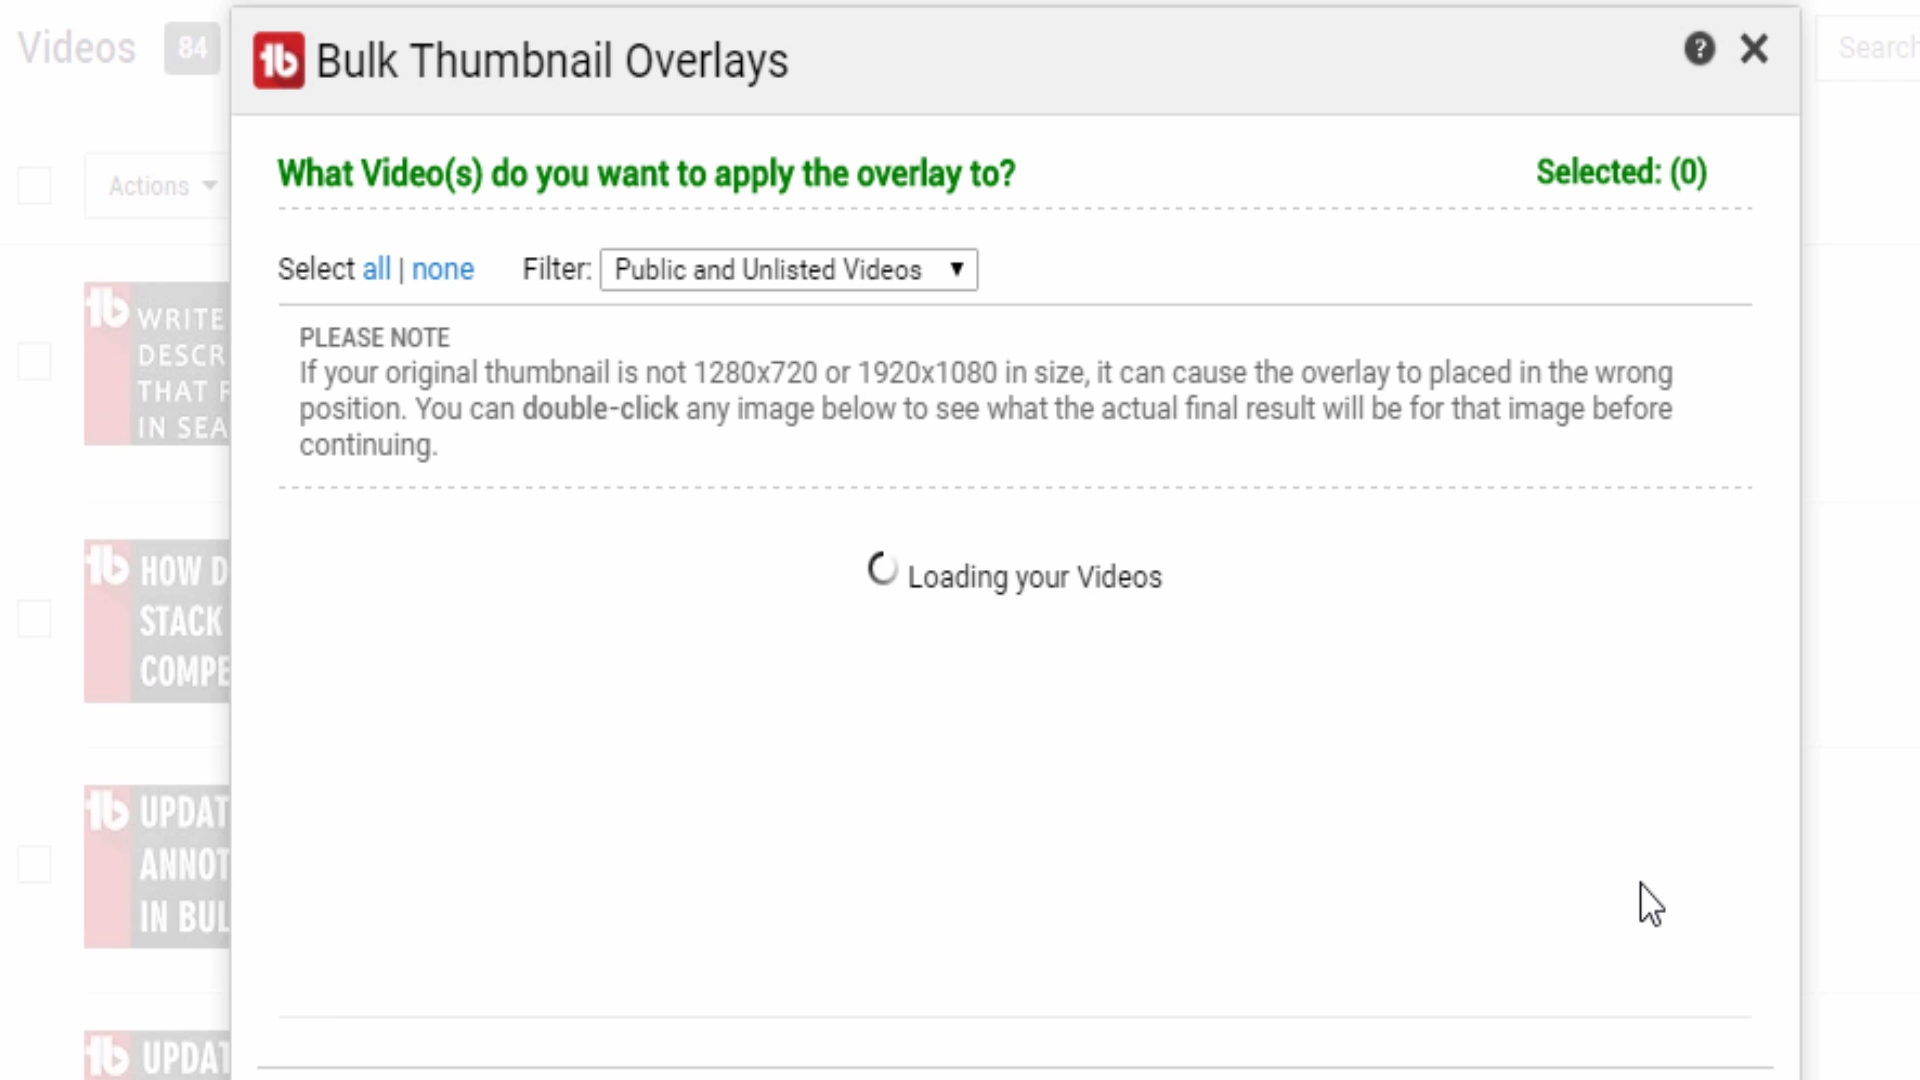 Videos 84
Bulk Thumbnail Overlays
Search
What Video(s) do you want to apply the overlay to?
Selected: (0)
Actions
Select all | none Filter: Public and Unlisted Videos
PLEASE NOTE
If your original thumbnail is not 1280x720 or 1920x1080 in size, it can cause the overlay to placed in the wrong
position. You can double-click any image below to see what the actual final result will be for that image before
continuing.
Loading your Videos
WRITE
DESCR
THAT
IN SEA
HOW D
STACK
COMPE
UPDAT
ANNOT
IN BUL
UPDAT